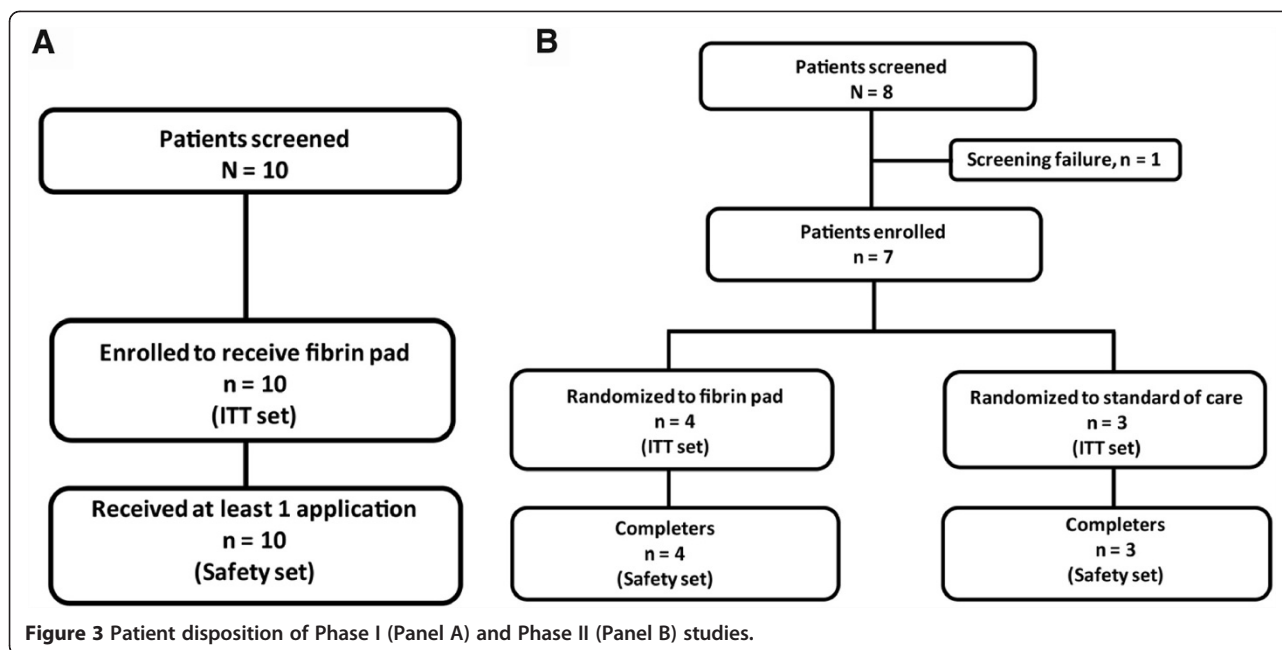 A
Patients screened
N = 10
Enrolled to receive fibrin pad
n = 10
(ITT set)
Received at least 1 application
n = 10
(Safety set)
B
Patients screened
N = 8
Screening failure, n = 1
Patients enrolled
n = 7
Randomized to fibrin pad
n = 4
(ITT set)
Randomized to standard of care
n = 3
(ITT set)
Completers
n = 4
(Safety set)
Completers
n = 3
(Safety set)
Figure 3 Patient disposition of Phase I (Panel A) and Phase II (Panel B) studies.